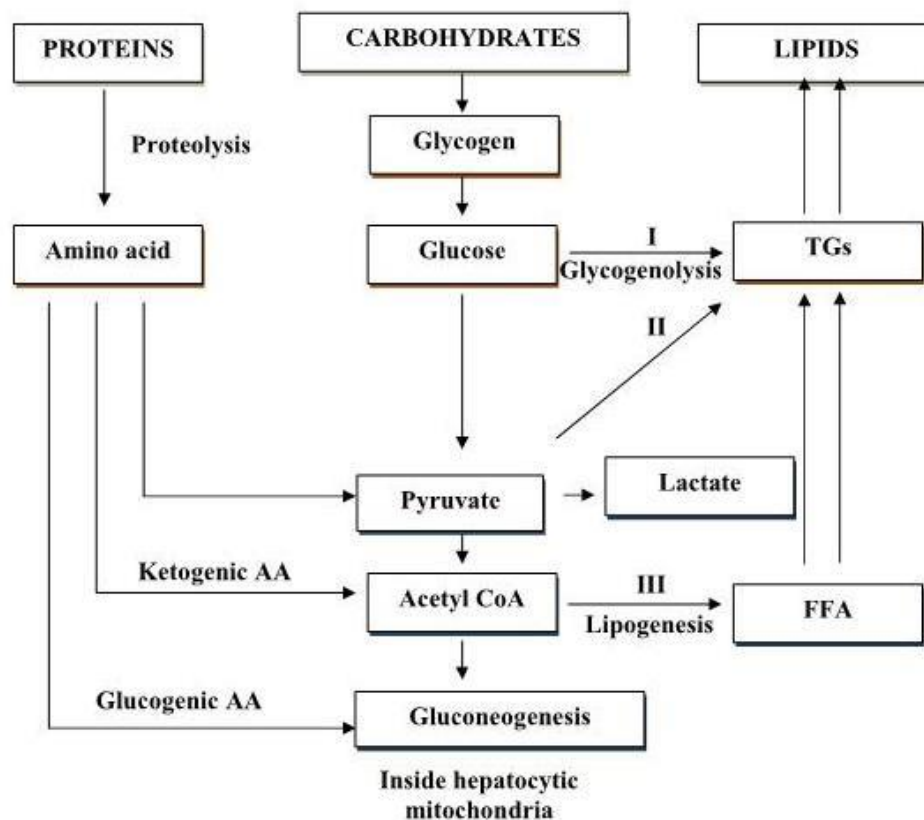 PROTEINS
CARBOHYDRATES
LIPIDS
Proteolysis
Glycogen
Amino acid
Glucose
I
Glycogenolysis
TGs
II
Pyruvate
Lactate
Ketogenic AA
Acetyl CoA
III
Lipogenesis
FFA
Glucogenic AA
Gluconeogenesis
Inside hepatocytic
mitochondria